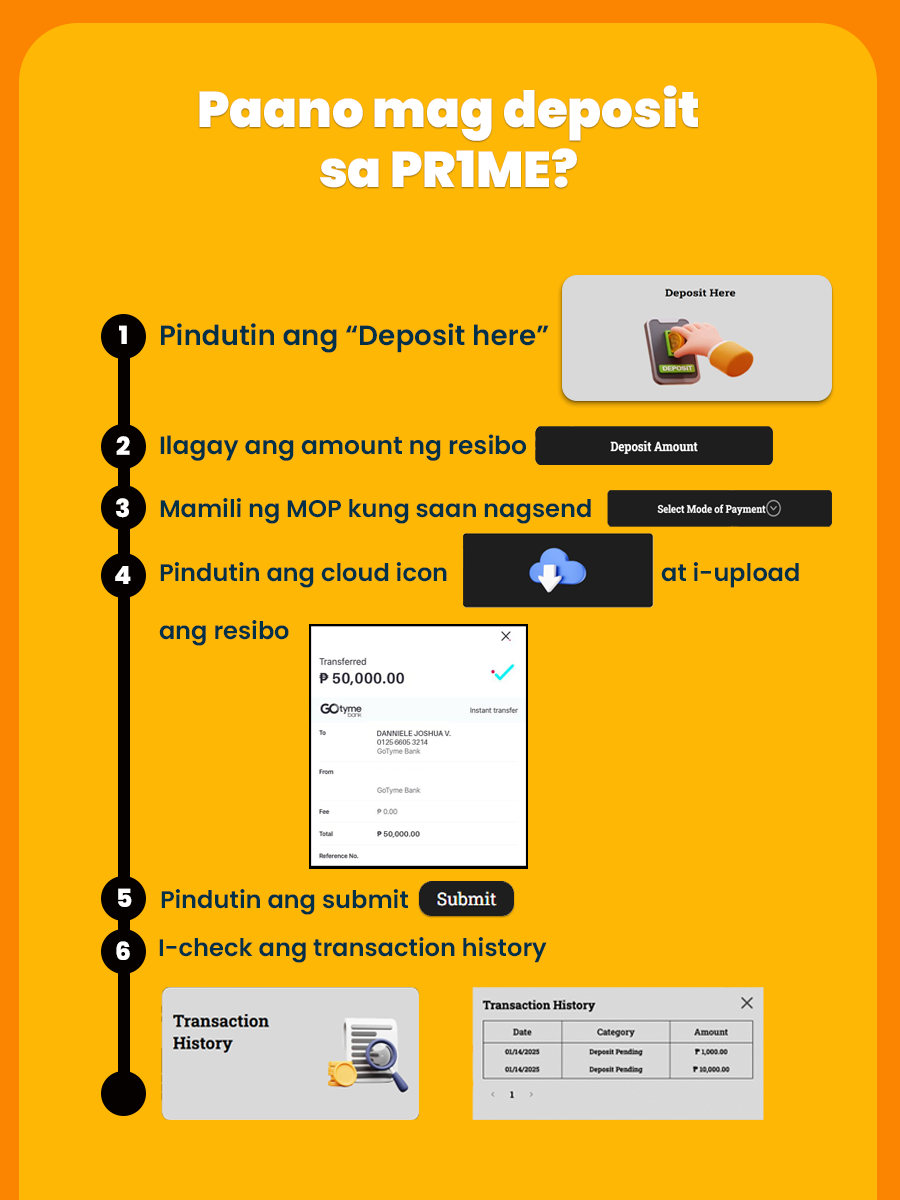 Paano mag deposit
sa PR1ME?
1
Pindutin ang “Deposit here”
Deposit Here
DEPOSIT
2
Ilagay ang amount ng resibo
Deposit Amount
3
Mamili ng MOP kung saan nagsend
Select Mode of Payment
4
Pindutin ang cloud icon at i-upload
ang resibo
Transferred
₱ 50,000.00
GOtyme
bank
Instant transfer
To
DANNIELE JOSHUA V.
0125 6605 3214
GoTyme Bank
From
GoTyme Bank
Fee
₱ 0.00
Total
₱ 50,000.00
Reference No.
5
Pindutin ang submit
Submit
6
I-check ang transaction history
Transaction
History
Transaction History
Date Category Amount
01/14/2025 Deposit Pending ₱ 1,000.00
01/14/2025 Deposit Pending ₱ 10,000.00
‹ 1 ›